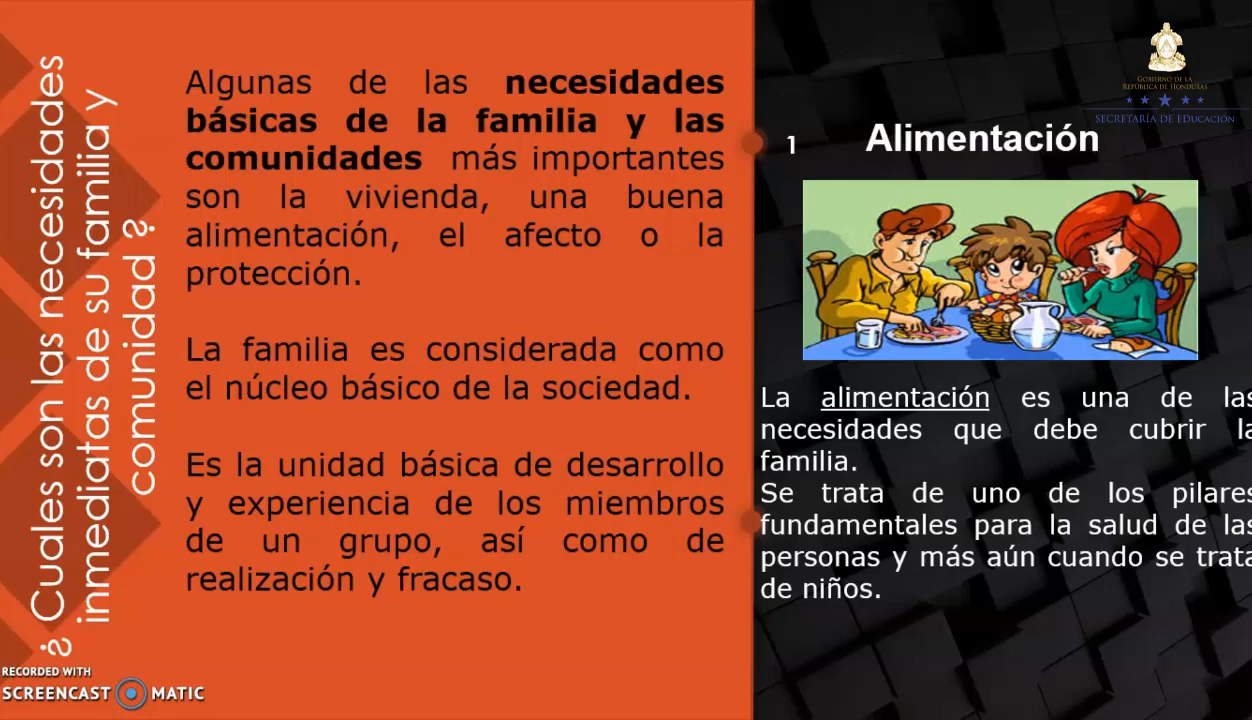 ¿ Cuales son las necesidades
inmediatas de su familia y
comunidad ?
Algunas de las necesidades
básicas de la familia y las
comunidades más importantes
son la vivienda, una buena
alimentación, el afecto o la
protección.
La familia es considerada como
el núcleo básico de la sociedad.
Es la unidad básica de desarrollo
y experiencia de los miembros
de un grupo, así como de
realización y fracaso.
GOBIERNO DE LA
REPÚBLICA DE HONDURAS
SECRETARÍA DE EDUCACIÓN
1 Alimentación
La alimentación es una de las
necesidades que debe cubrir la
familia.
Se trata de uno de los pilares
fundamentales para la salud de las
personas y más aún cuando se trata
de niños.
RECORDED WITH
SCREENCAST MATIC